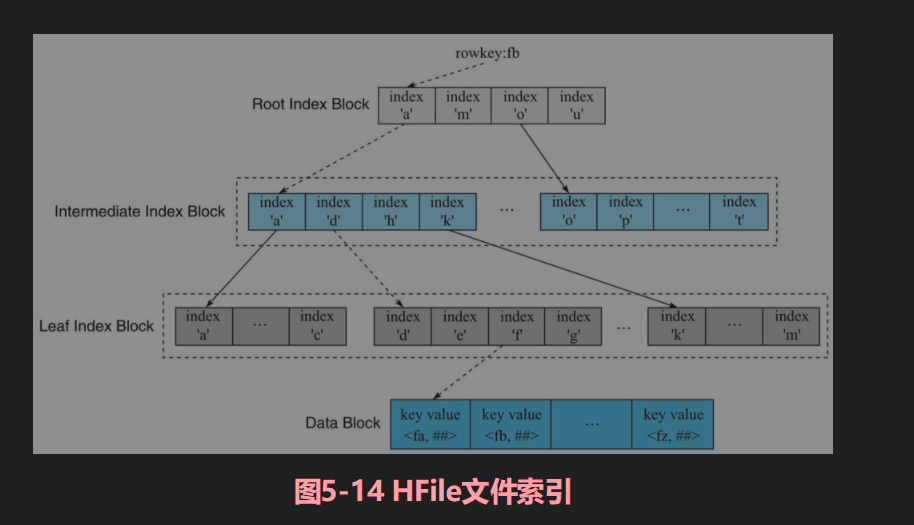 rowkey:fb
Root Index Block
index 'a'
index 'm'
index 'o'
index 'u'
Intermediate Index Block
index 'a'
index 'd'
index 'h'
index 'k'
...
index 'o'
index 'p'
...
index 't'
Leaf Index Block
index 'a'
...
index 'c'
index 'd'
index 'e'
index 'f'
index 'g'
...
index 'k'
...
index 'm'
Data Block
key value <fa, ##>
key value <fb, ##>
...
key value <fz, ##>
图5-14 HFile文件索引